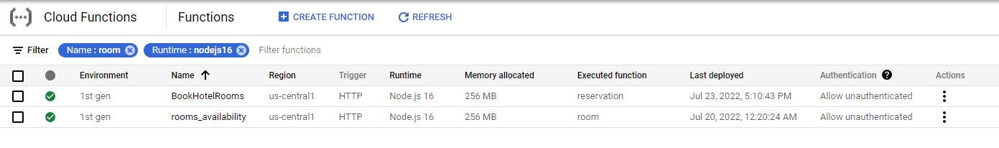 Cloud Functions Functions CREATE FUNCTION REFRESH
Filter Name : room Runtime : nodejs16 Filter functions
Environment Name Region Trigger Runtime Memory allocated Executed function Last deployed Authentication Actions
1st gen BookHotelRooms us-central1 HTTP Node.js 16 256 MB reservation Jul 23, 2022, 5:10:43 PM Allow unauthenticated
1st gen rooms_availability us-central1 HTTP Node.js 16 256 MB room Jul 20, 2022, 12:20:24 AM Allow unauthenticated